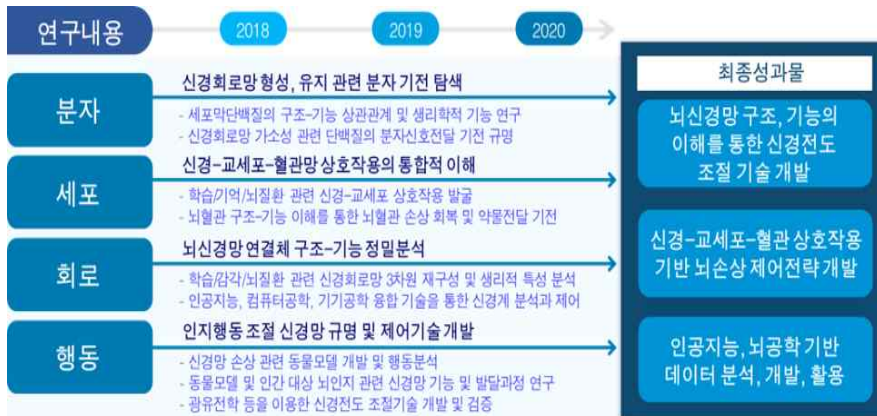 연구내용
2018
2019
2020
분자
신경회로망 형성, 유지 관련 분자 기전 탐색
- 세포막단백질의 구조-기능 상관관계 및 생리학적 기능 연구
- 신경회로망 가소성 관련 단백질의 분자신호전달 기전 규명
세포
신경-교세포-혈관망 상호작용의 통합적 이해
- 학습/기억/뇌질환 관련 신경-교세포 상호작용 발굴
- 뇌혈관 구조-기능 이해를 통한 뇌혈관 손상 회복 및 약물전달 기전
회로
뇌신경망 연결체 구조-기능 정밀분석
- 학습/감각/뇌질환 관련 신경회로망 3차원 재구성 및 생리적 특성 분석
- 인공지능, 컴퓨터공학, 기기공학 융합 기술을 통한 신경계 분석과 제어
행동
인지행동 조절 신경망 규명 및 제어기술 개발
- 신경망 손상 관련 동물모델 개발 및 행동분석
- 동물모델 및 인간 대상 뇌인지 관련 신경망 기능 및 발달과정 연구
- 광유전학 등을 이용한 신경전도 조절기술 개발 및 검증
최종성과물
뇌신경망 구조, 기능의
이해를 통한 신경전도
조절 기술 개발
신경-교세포-혈관 상호작용
기반 뇌손상 제어전략 개발
인공지능, 뇌공학 기반
데이터 분석, 개발, 활용